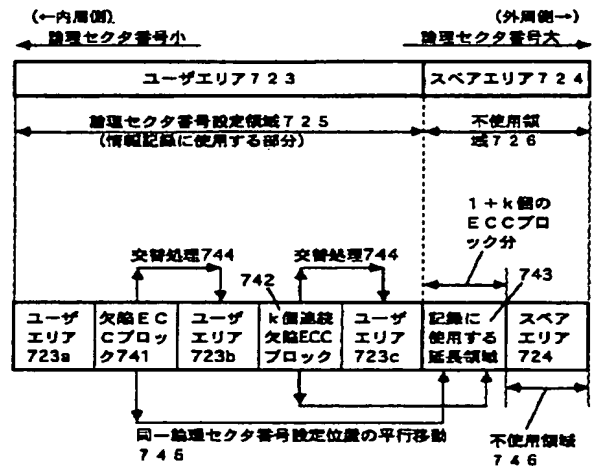 (←内周側)
(外周側→)
論理セクタ番号小
論理セクタ番号大
ユーザエリア723
スペアエリア724
論理セクタ番号設定領域725
(情報記録に使用する部分)
不使用領
域726
1+k個の
ECCブロ
ック分
交替処理744
742
交替処理744
743
ユーザ
エリア
723a
欠陥EC
Cブロッ
ク741
ユーザ
エリア
723b
k個連続
欠陥ECC
ブロック
ユーザ
エリア
723c
記録に
使用する
延長領域
スペア
エリア
724
同一論理セクタ番号設定位置の平行移動
745
不使用領域
746